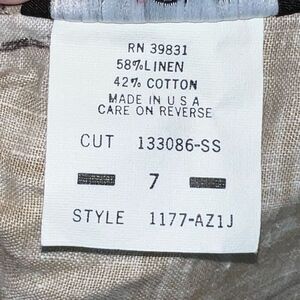 RN 39831
58% LINEN
42% COTTON
MADE IN U S A
CARE ON REVERSE
CUT 133086-SS
7
STYLE 1177-AZ1J